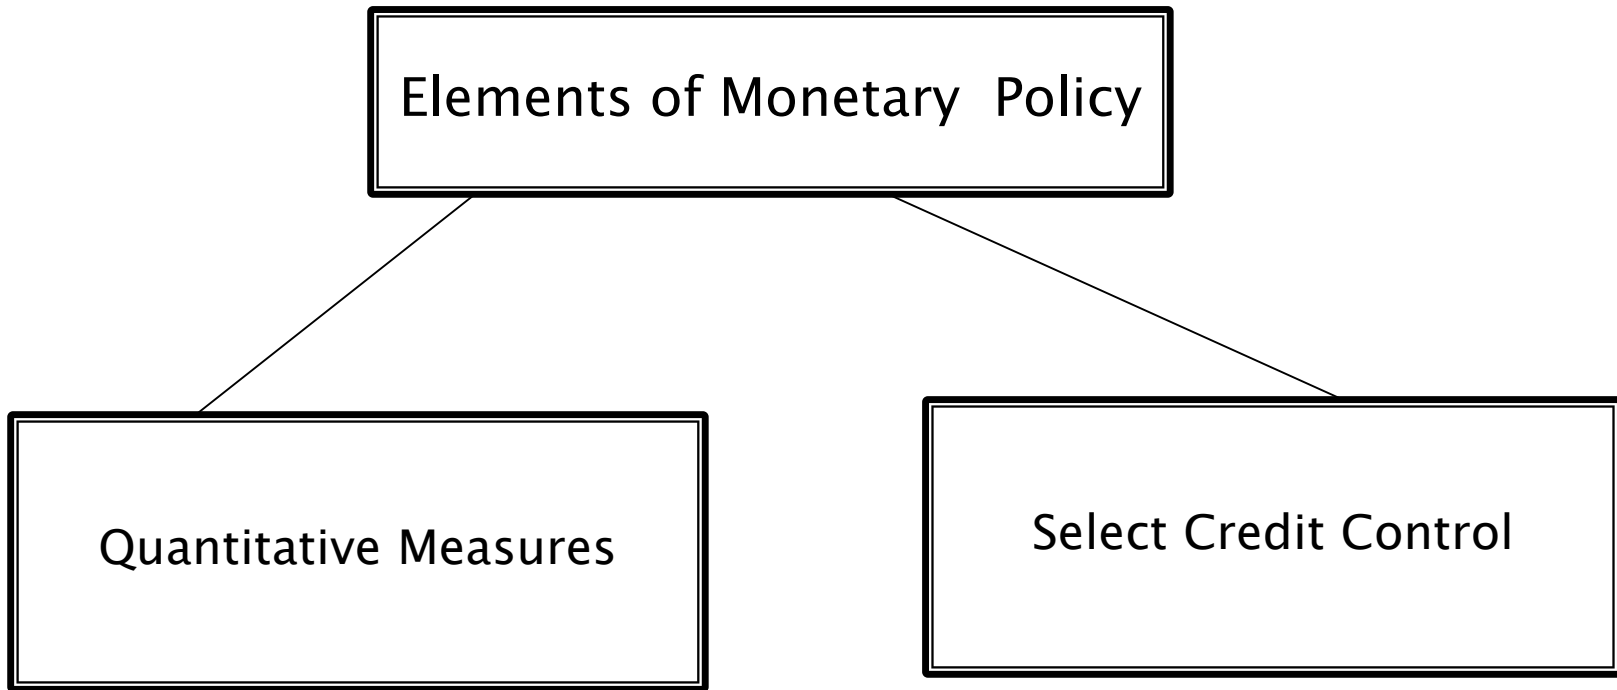 Elements of Monetary  Policy
Quantitative Measures
Select Credit Control